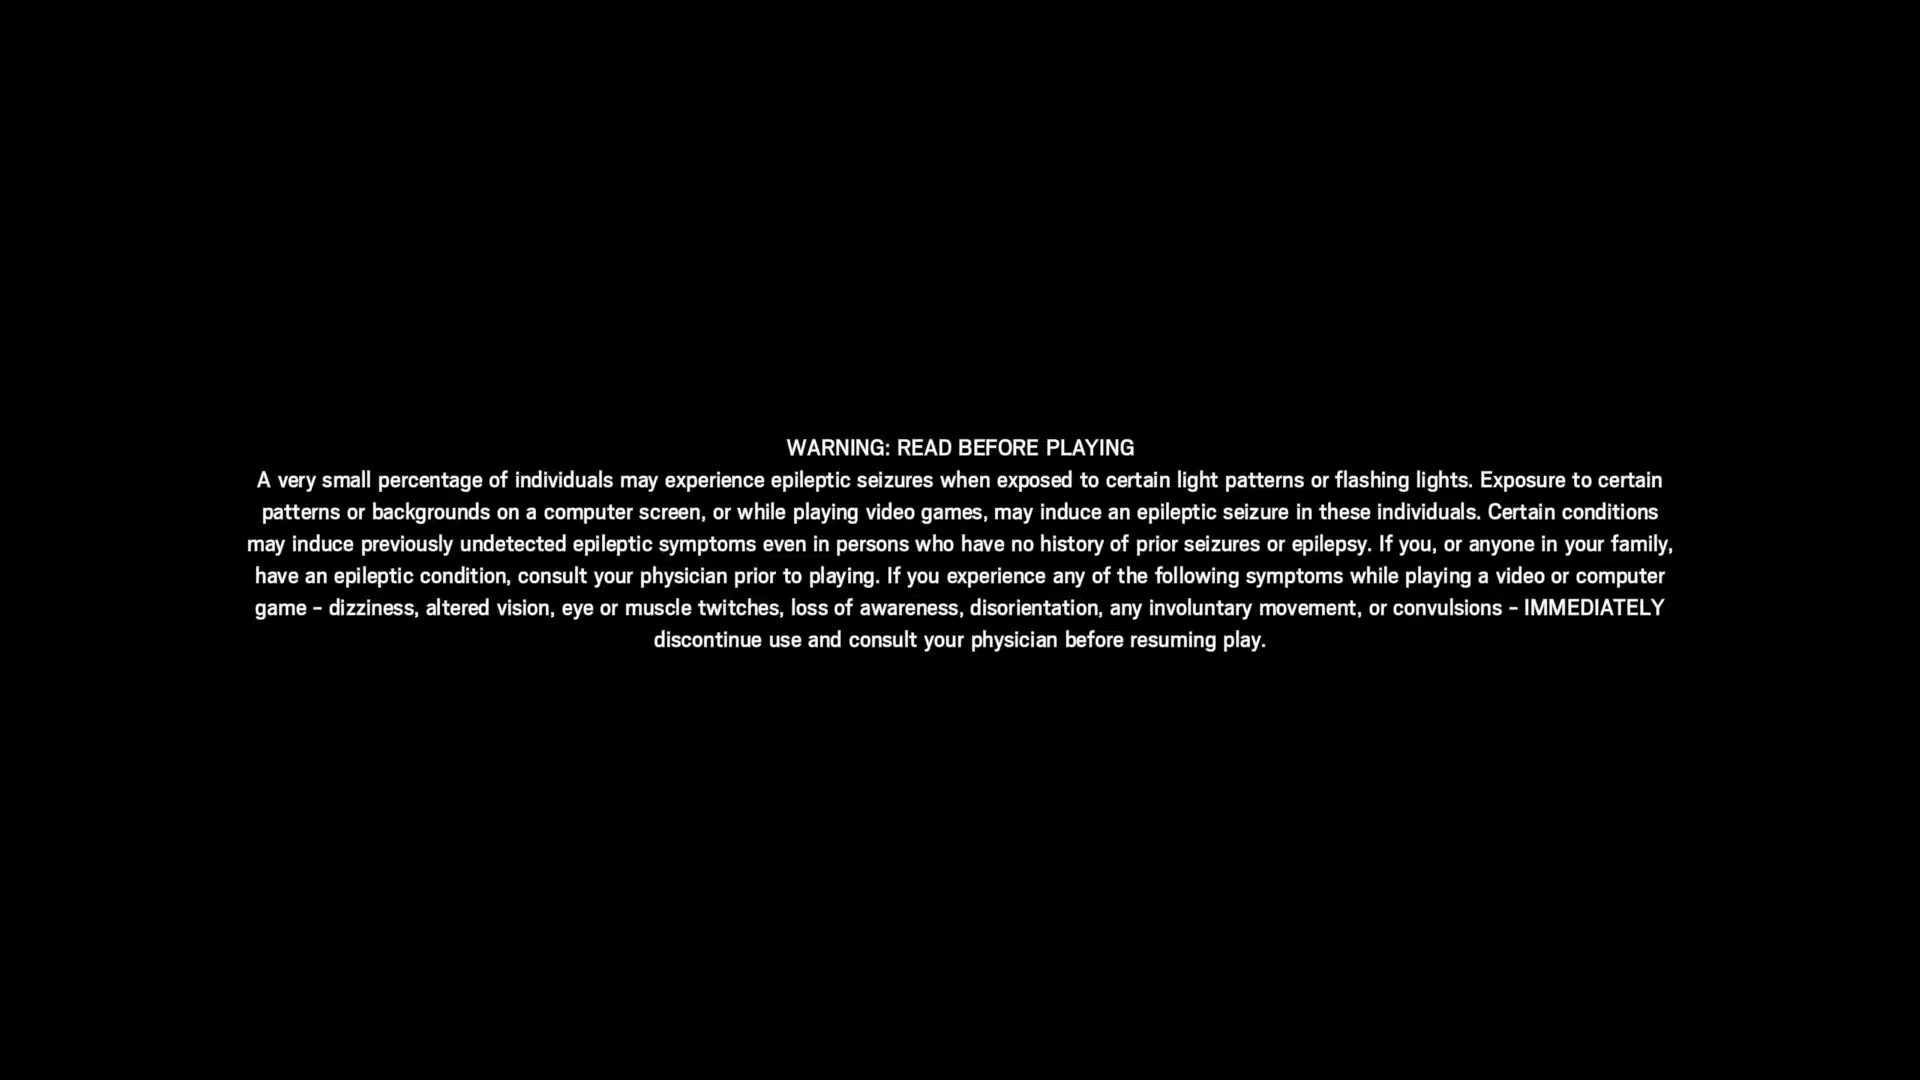 WARNING: READ BEFORE PLAYING
A very small percentage of individuals may experience epileptic seizures when exposed to certain light patterns or flashing lights. Exposure to certain
patterns or backgrounds on a computer screen, or while playing video games, may induce an epileptic seizure in these individuals. Certain conditions
may induce previously undetected epileptic symptoms even in persons who have no history of prior seizures or epilepsy. If you, or anyone in your family,
have an epileptic condition, consult your physician prior to playing. If you experience any of the following symptoms while playing a video or computer
game - dizziness, altered vision, eye or muscle twitches, loss of awareness, disorientation, any involuntary movement, or convulsions - IMMEDIATELY
discontinue use and consult your physician before resuming play.